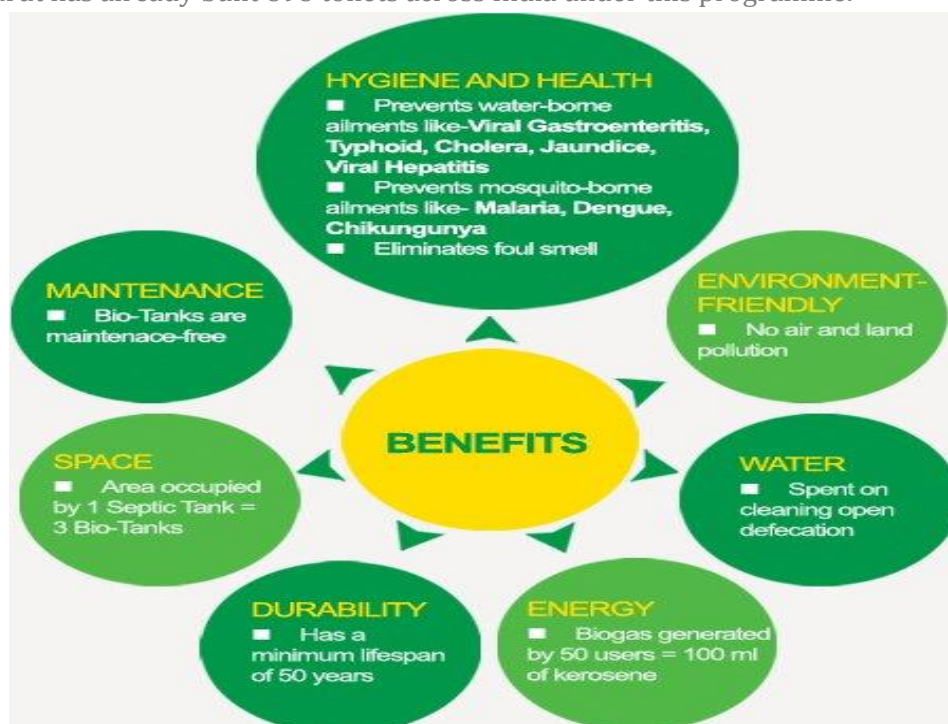 has already built
toilets across India under this programme.
HYGIENE AND HEALTH
■ Prevents water-borne
ailments like-Viral Gastroenteritis,
Typhoid, Cholera, Jaundice,
Viral Hepatitis
■ Prevents mosquito-borne
ailments like- Malaria, Dengue,
Chikungunya
■ Eliminates foul smell
MAINTENANCE
■ Bio-Tanks are
maintenace-free
ENVIRONMENT-
FRIENDLY
■ No air and land
pollution
BENEFITS
SPACE
■ Area occupied
by 1 Septic Tank =
3 Bio-Tanks
WATER
■ Spent on
cleaning open
defecation
DURABILITY
■ Has a
minimum lifespan
of 50 years
ENERGY
■ Biogas generated
by 50 users = 100 ml
of kerosene